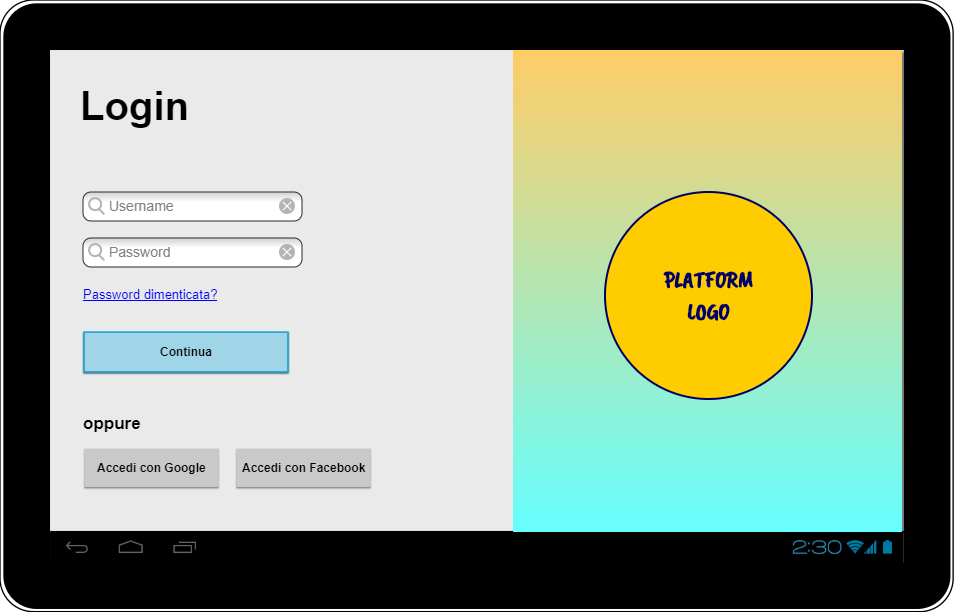 Login
Username
Password
Password dimenticata?
Continua
oppure
Accedi con Google
Accedi con Facebook
PLATFORM
LOGO
2:30